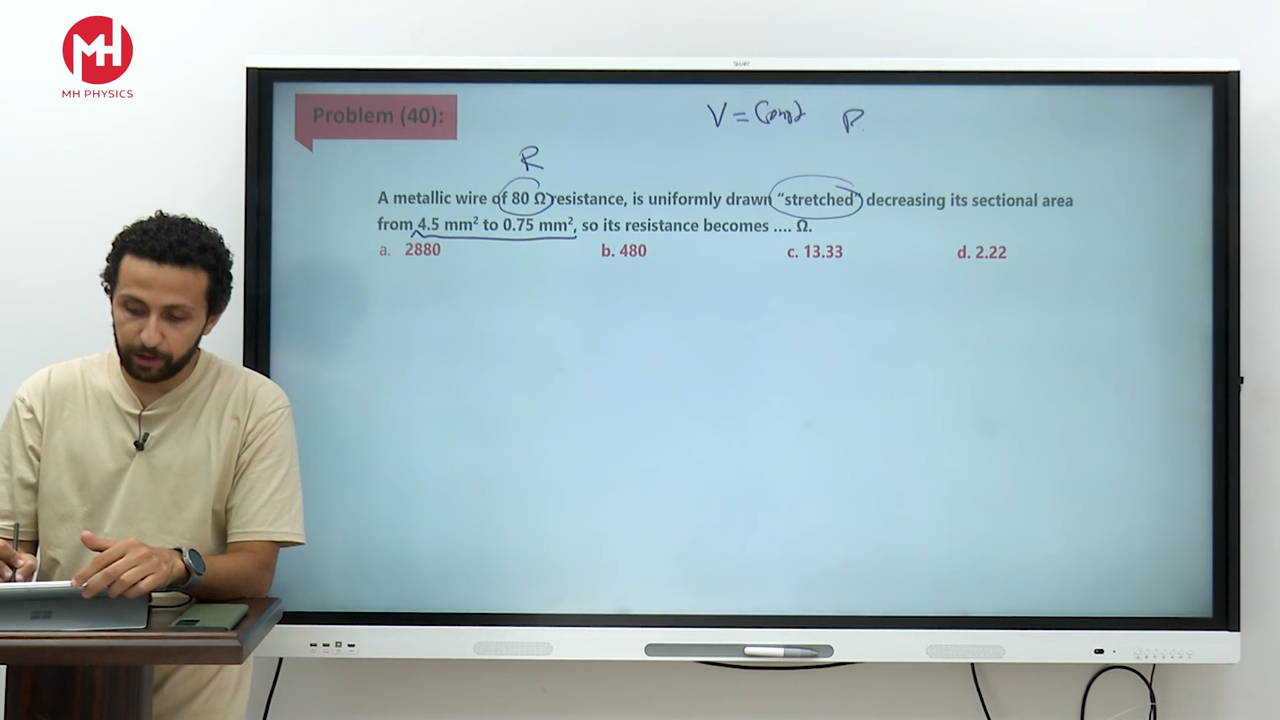 MH
MH PHYSICS
SMART
Problem (40):
V = Const
R
A metallic wire of 80 Ω resistance, is uniformly drawn "stretched" decreasing its sectional area
from 4.5 mm² to 0.75 mm², so its resistance becomes .... Ω.
a. 2880 b. 480 c. 13.33 d. 2.22